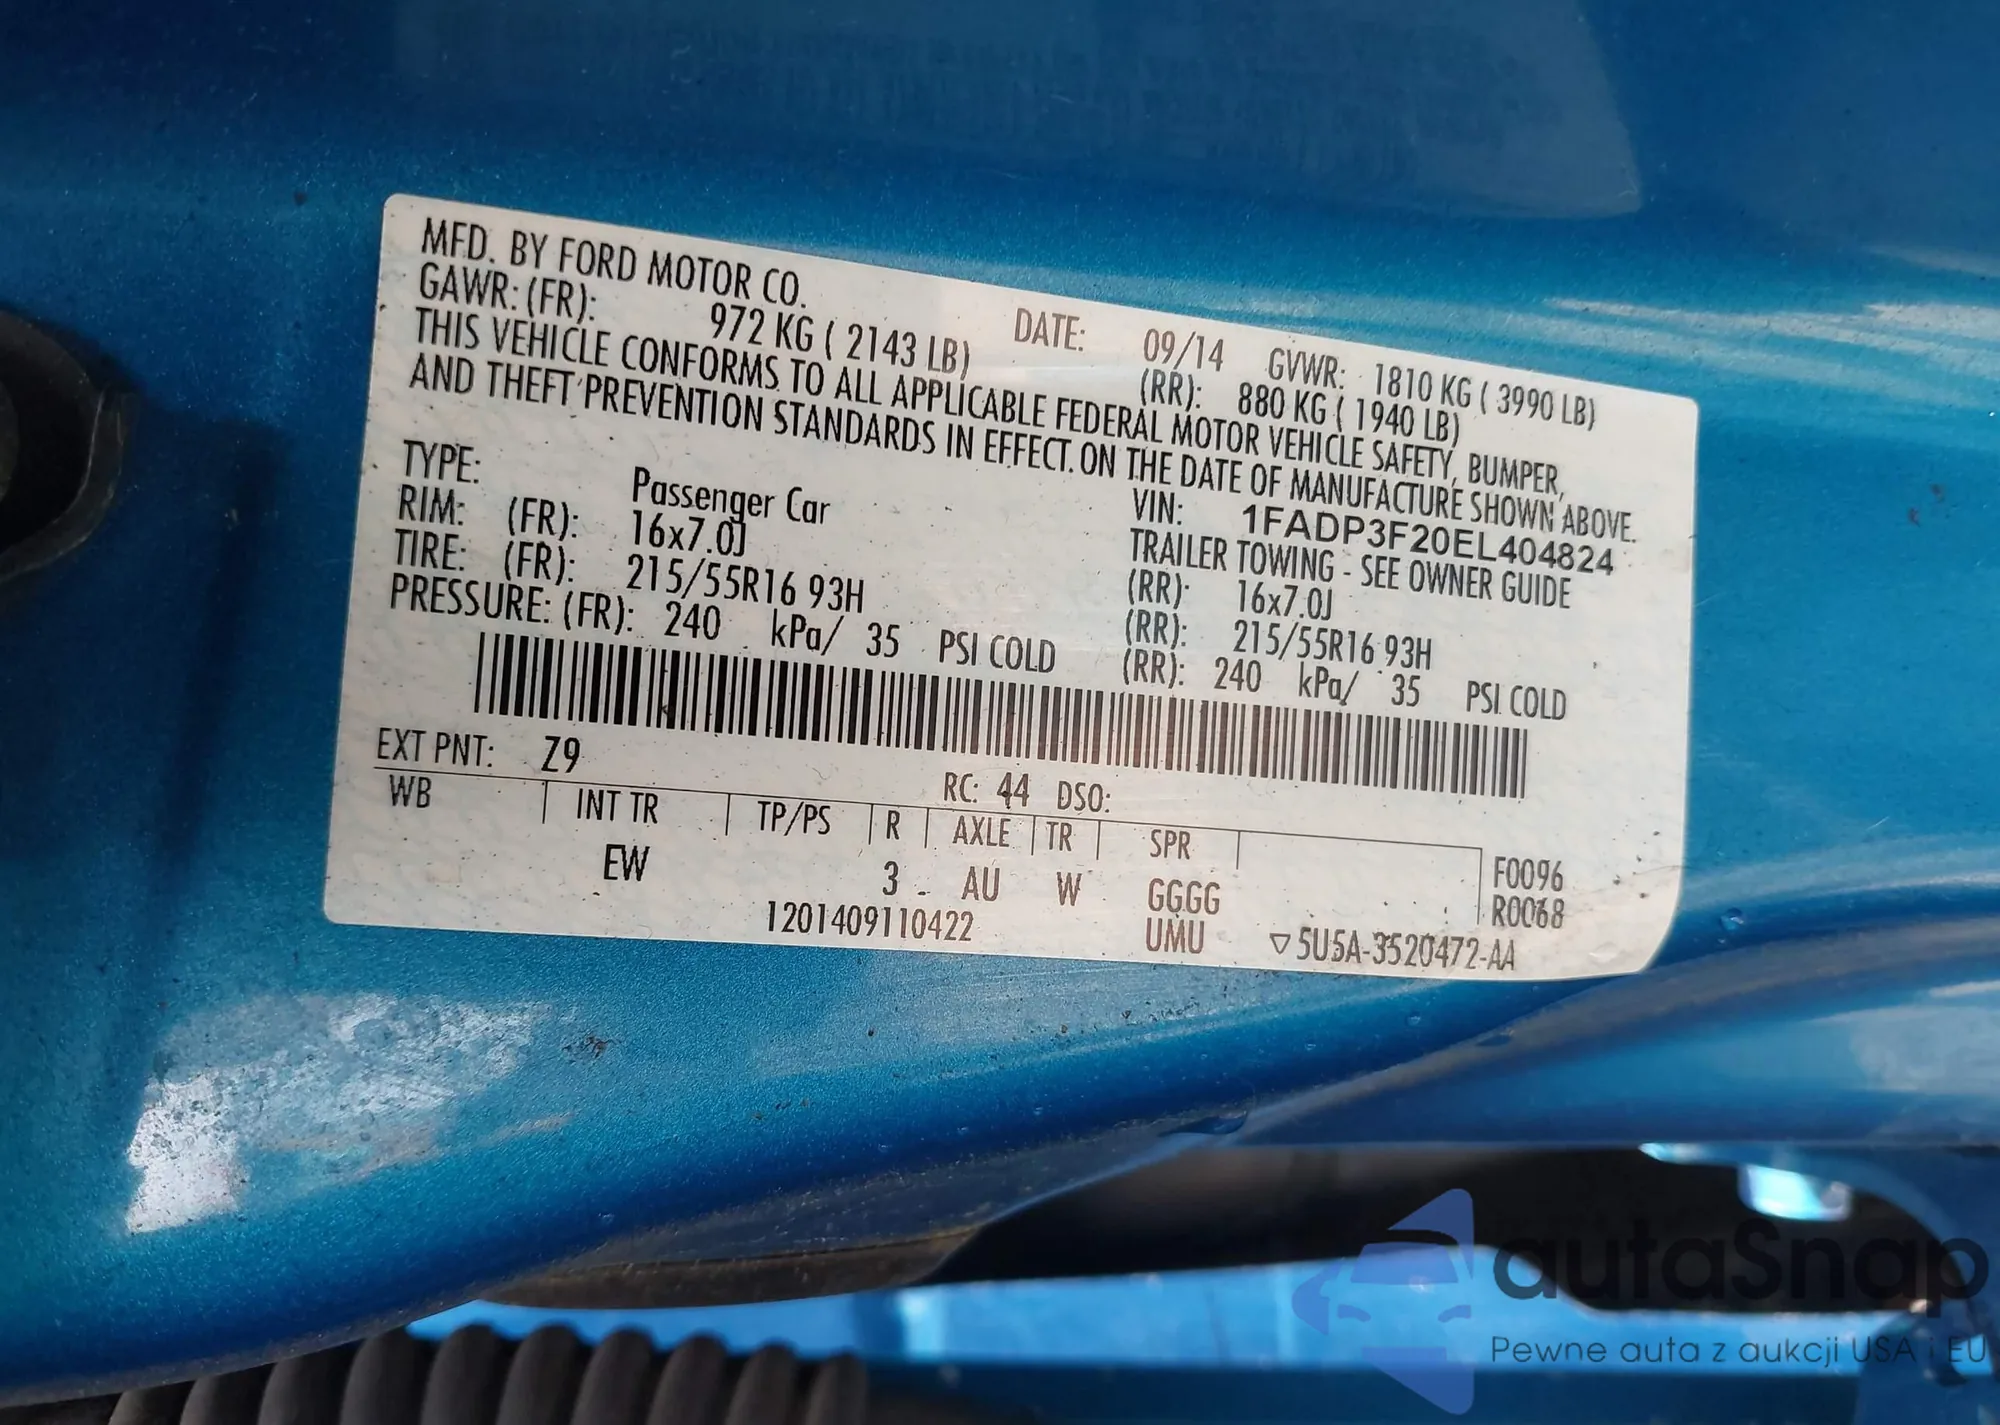 MFD. BY FORD MOTOR CO.
DATE: 09/14 GVWR: 1810 KG ( 3990 LB)
GAWR: (FR): 972 KG ( 2143 LB) (RR): 880 KG ( 1940 LB)
THIS VEHICLE CONFORMS TO ALL APPLICABLE FEDERAL MOTOR VEHICLE SAFETY, BUMPER,
AND THEFT PREVENTION STANDARDS IN EFFECT ON THE DATE OF MANUFACTURE SHOWN ABOVE.
VIN: 1FADP3F20EL404824
TYPE: Passenger Car TRAILER TOWING - SEE OWNER GUIDE
RIM: (FR): 16x7.0J (RR): 16x7.0J
TIRE: (FR): 215/55R16 93H (RR): 215/55R16 93H
PRESSURE: (FR): 240 kPa/ 35 PSI COLD (RR): 240 kPa/ 35 PSI COLD
EXT PNT: Z9 RC: 44 DSO:
WB INT TR TP/PS R AXLE TR SPR F0096
EW 3 AU W GGGG R0068
1201409110422 UMU ▽5U5A-3520472-AA
autaSnap
Pewne auta z aukcji USA i EU